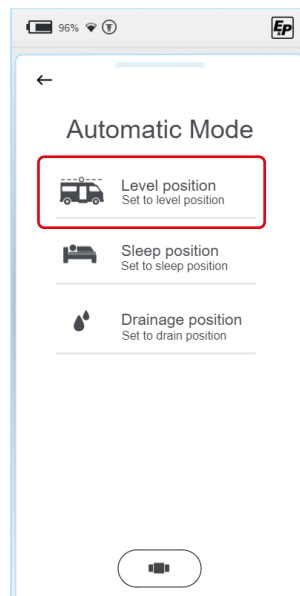 96%
EP
Automatic Mode
Level position
Set to level position
Sleep position
Set to sleep position
Drainage position
Set to drain position